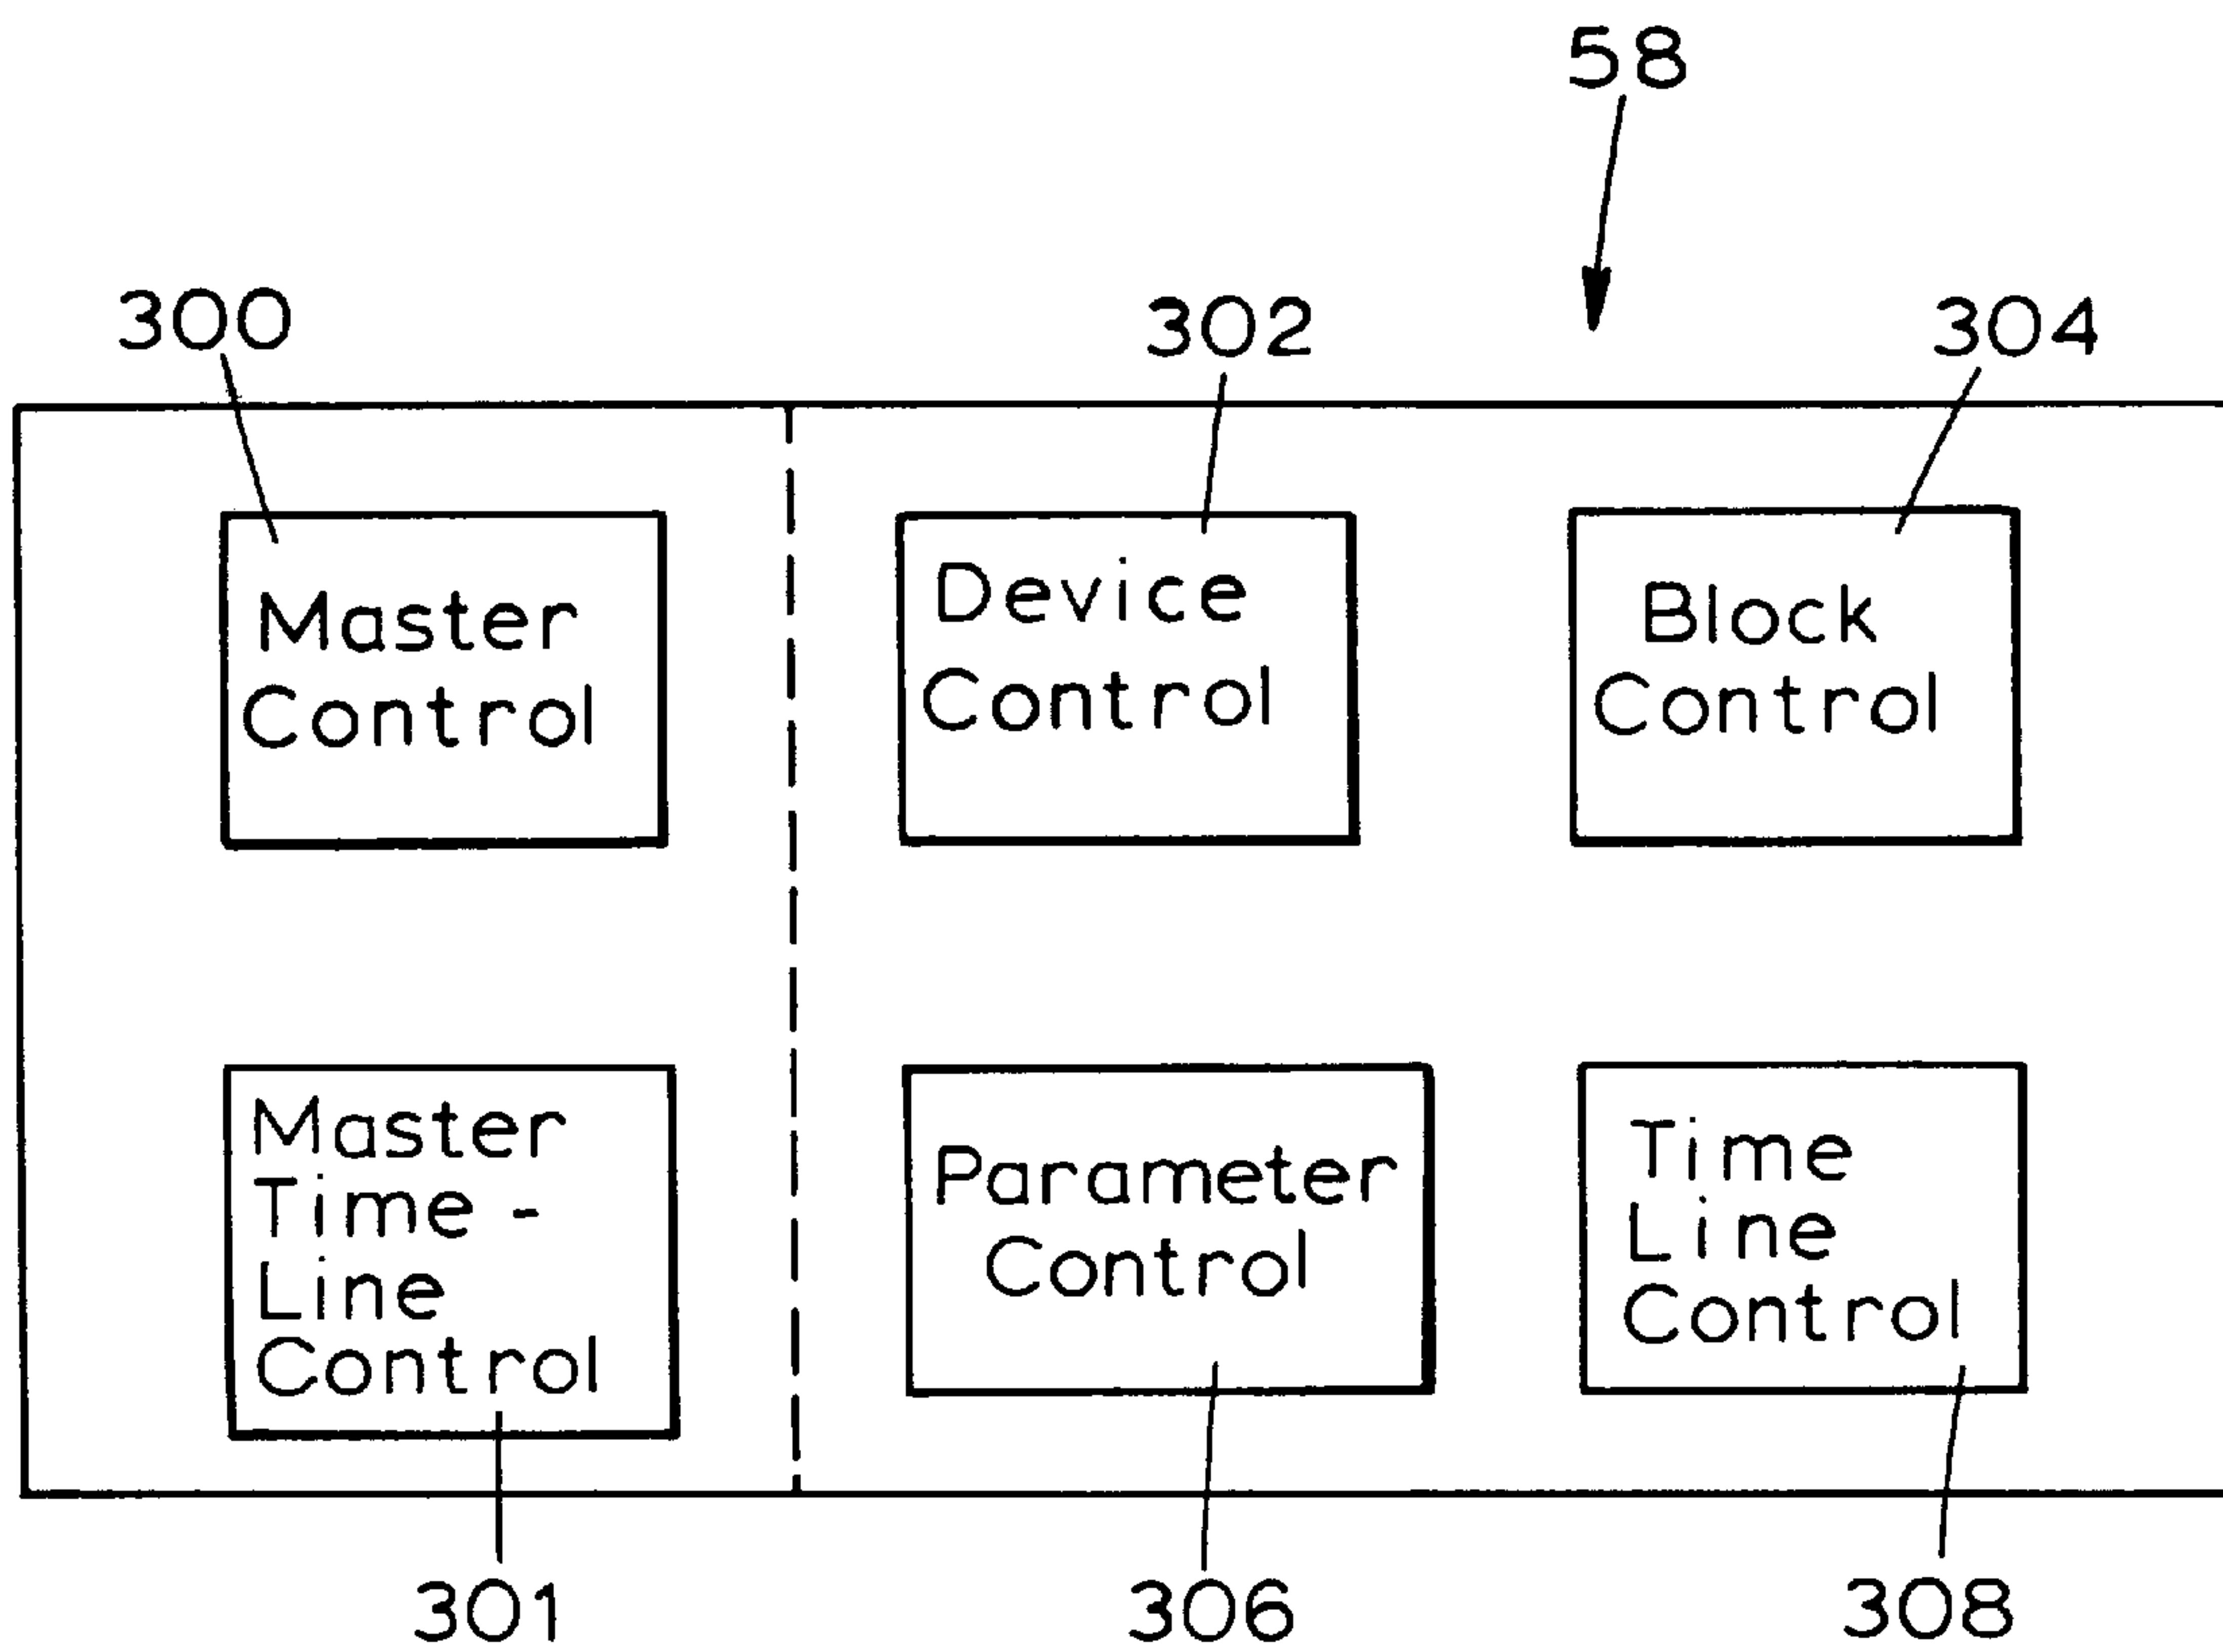 58
300
302
304
Master
Control
Device
Control
Block
Control
Master
Time -
Line
Control
Parameter
Control
Time
Line
Control
301
306
308